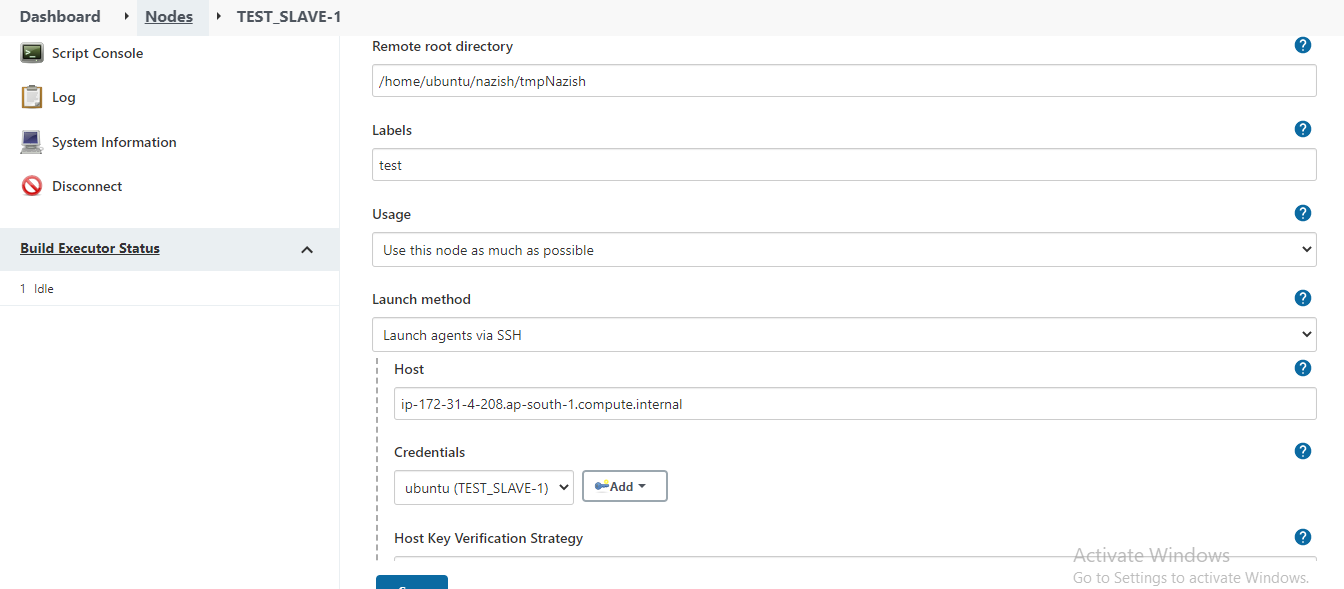 Dashboard Nodes TEST_SLAVE-1
Script Console
Log
System Information
Disconnect
Build Executor Status
1 Idle
Remote root directory
/home/ubuntu/nazish/tmpNazish
Labels
test
Usage
Use this node as much as possible
Launch method
Launch agents via SSH
Host
ip-172-31-4-208.ap-south-1.compute.internal
Credentials
ubuntu (TEST_SLAVE-1) Add
Host Key Verification Strategy
Activate Windows
Go to Settings to activate Windows.